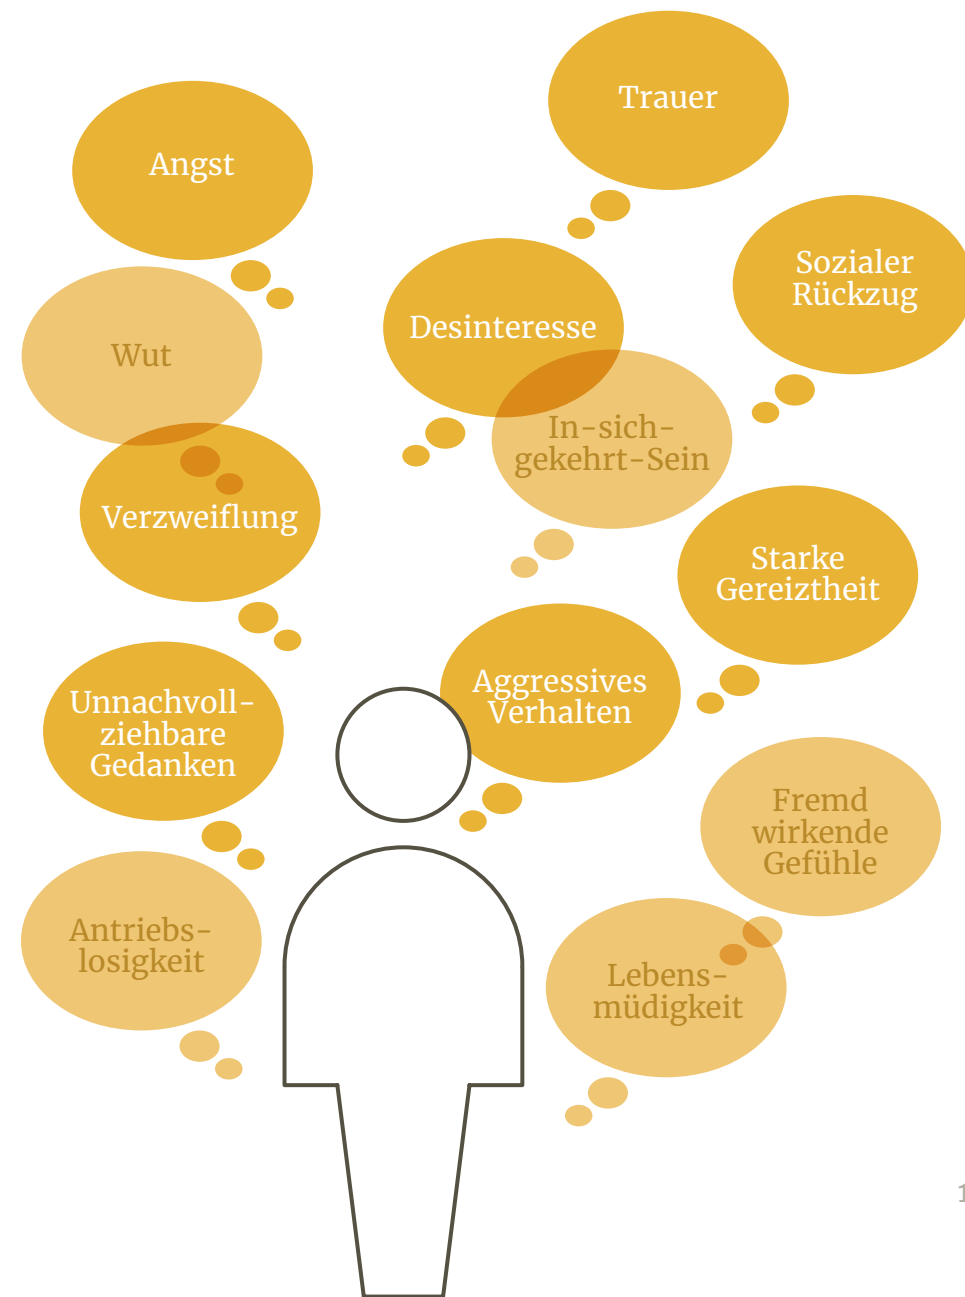 Trauer
Angst
Sozialer
Rückzug
Desinteresse
Wut
In-sich-
gekehrt-Sein
Verzweiflung
Starke
Gereiztheit
Aggressives
Verhalten
Unnachvoll-
ziehbare
Gedanken
Fremd
wirkende
Gefühle
Antriebs-
losigkeit
Lebens-
müdigkeit
1